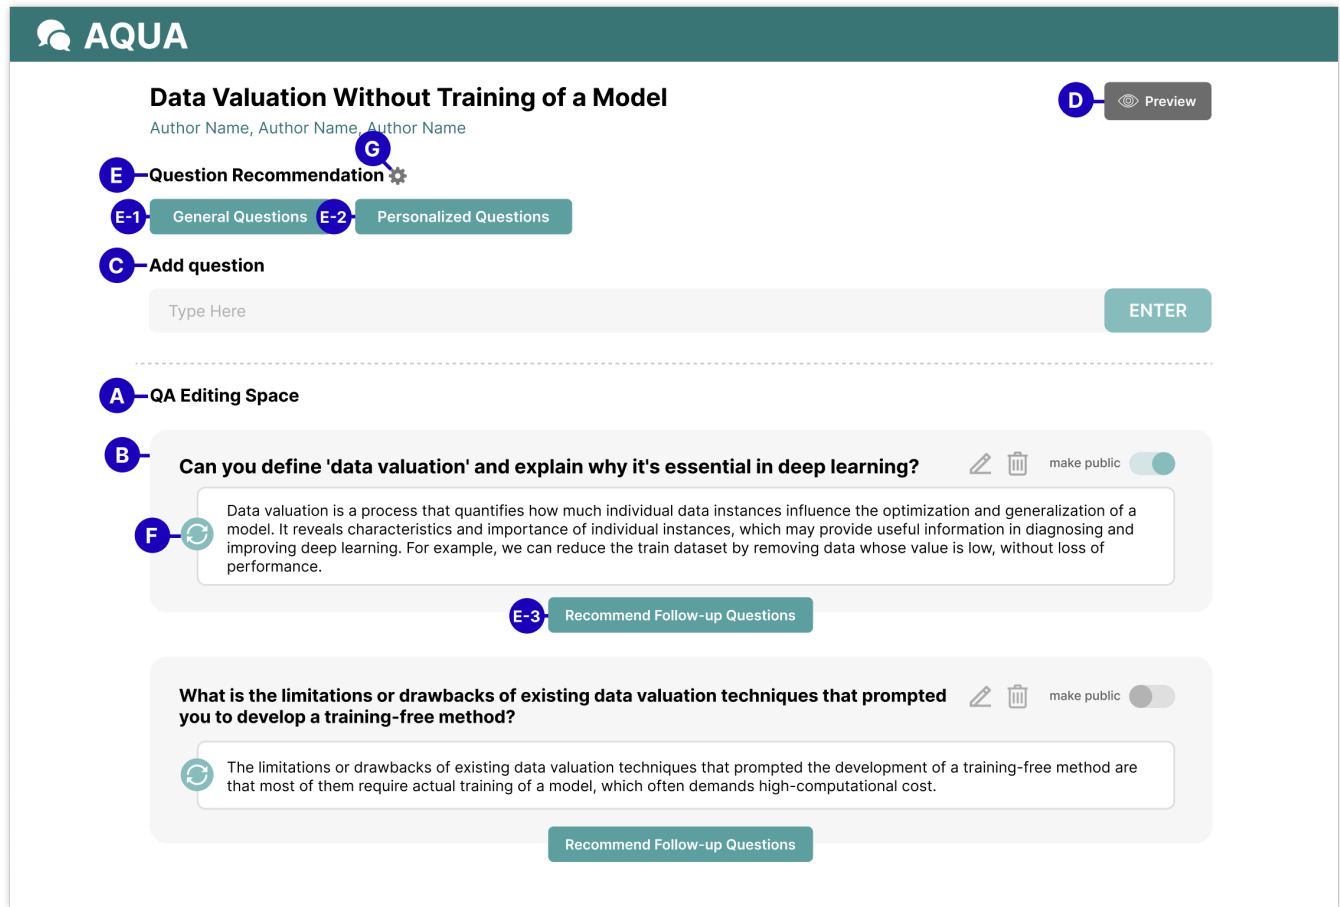 AQUA
Data Valuation Without Training of a Model
D
Preview
Author Name, Author Name, Author Name
G
E
Question Recommendation
E-1
General Questions
E-2
Personalized Questions
C
Add question
Type Here
ENTER
A
QA Editing Space
B
Can you define 'data valuation' and explain why it's essential in deep learning?
make public
F
Data valuation is a process that quantifies how much individual data instances influence the optimization and generalization of a
model. It reveals characteristics and importance of individual instances, which may provide useful information in diagnosing and
improving deep learning. For example, we can reduce the train dataset by removing data whose value is low, without loss of
performance.
E-3
Recommend Follow-up Questions
What is the limitations or drawbacks of existing data valuation techniques that prompted
you to develop a training-free method?
make public
The limitations or drawbacks of existing data valuation techniques that prompted the development of a training-free method are
that most of them require actual training of a model, which often demands high-computational cost.
Recommend Follow-up Questions